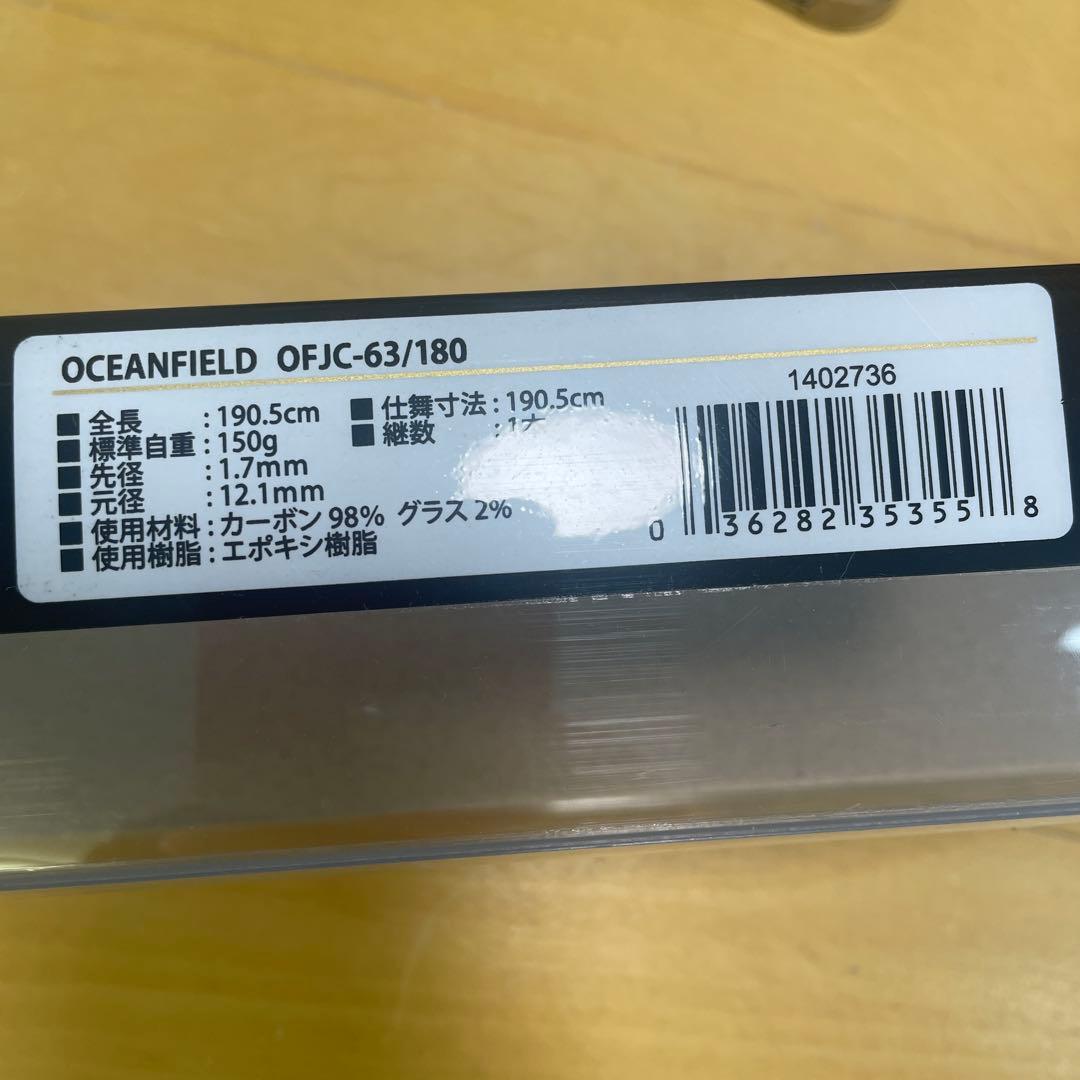 OCEANFIELD OFJC-63/180
■ 全長 : 190.5cm
■ 標準自重 : 150g
■ 先径 : 1.7mm
■ 元径 : 12.1mm
■ 使用材料 : カーボン 98% グラス 2%
■ 使用樹脂 : エポキシ樹脂
■ 仕舞寸法 : 190.5cm
■ 継数 : 1
1402736
0 36282 35355 8